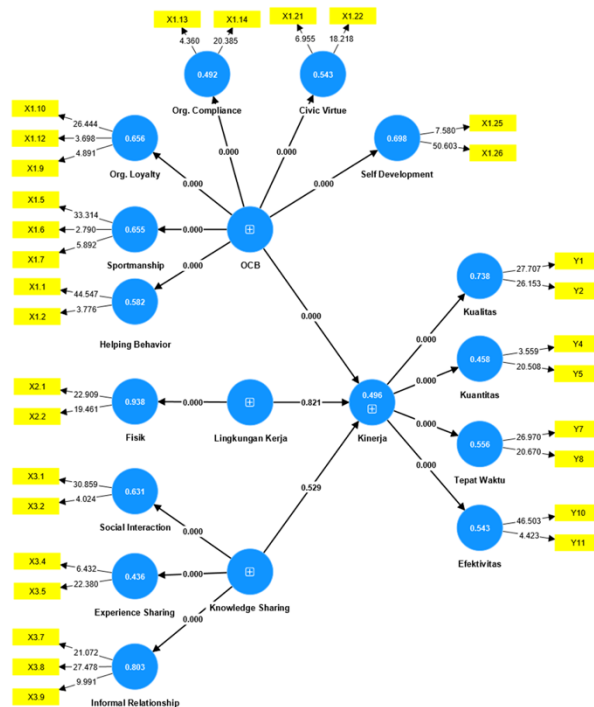 X1.13
X1.14
X1.21
X1.22
4.360
20.385
6.955
18.218
0.492
0.543
Org. Compliance
Civic Virtue
X1.10
X1.12
X1.9
26.444
3.698
4.891
0.656
Org. Loyalty
0.698
7.580
50.603
X1.25
X1.26
Self Development
0.000
0.000
0.000
0.000
X1.5
X1.6
X1.7
33.314
2.790
5.892
0.655
Sportmanship
0.000
OCB
X1.1
X1.2
44.547
3.776
0.582
Helping Behavior
0.000
0.000
0.738
Kualitas
27.707
26.153
Y1
Y2
0.000
0.458
Kuantitas
3.559
20.508
Y4
Y5
0.000
X2.1
X2.2
22.909
19.461
0.938
Fisik
0.000
Lingkungan Kerja
0.821
0.496
Kinerja
0.000
0.556
Tepat Waktu
26.970
20.670
Y7
Y8
0.000
0.543
Efektivitas
46.503
4.423
Y10
Y11
0.529
X3.1
X3.2
30.859
4.024
0.631
Social Interaction
0.000
X3.4
X3.5
6.432
22.380
0.436
Experience Sharing
0.000
Knowledge Sharing
0.000
X3.7
X3.8
X3.9
21.072
27.478
9.991
0.803
Informal Relationship